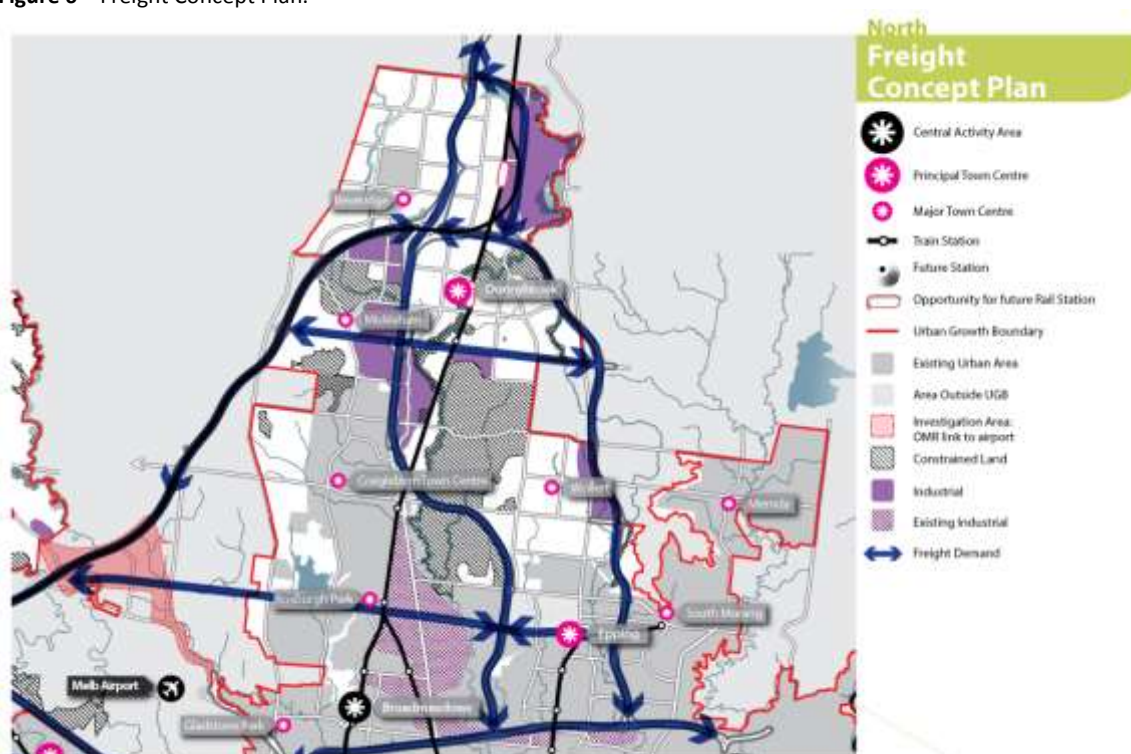 Figure 6 Freight Concept Plan.
North
Freight
Concept Plan
Central Activity Area
Principal Town Centre
Major Town Centre
Train Station
Future Station
Opportunity for future Rail Station
Urban Growth Boundary
Existing Urban Area
Area Outside UGB
Investigation Area:
OMR link to airport
Constrained Land
Industrial
Existing Industrial
Freight Demand
Beveridge
Donnybrook
Mickleham
Craigieburn Town Centre
Wollert
Mernda
Roxburgh Park
South Morang
Epping
Melb Airport
Broadmeadows
Gladstone Park